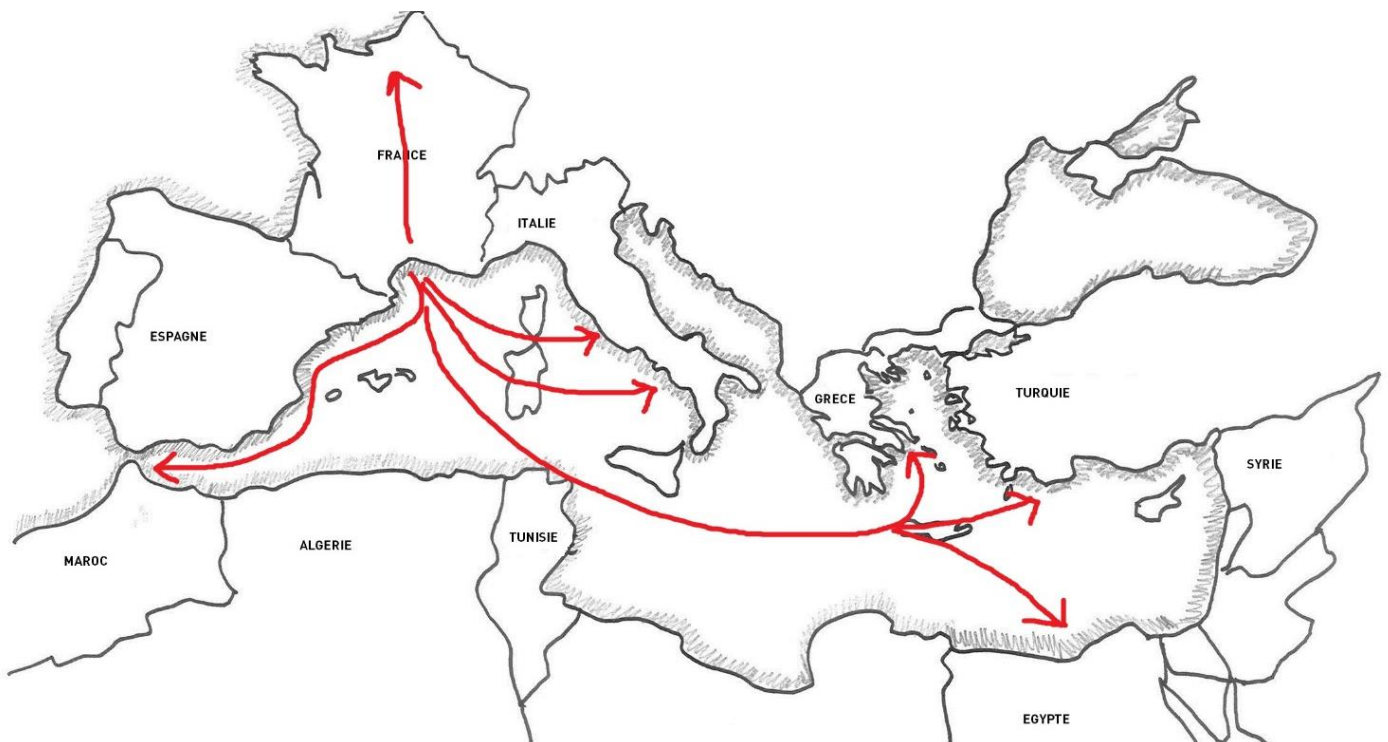 FRANCE
ITALIE
ESPAGNE
GRECE
TURQUIE
SYRIE
MAROC
ALGERIE
TUNISIE
EGYPTE